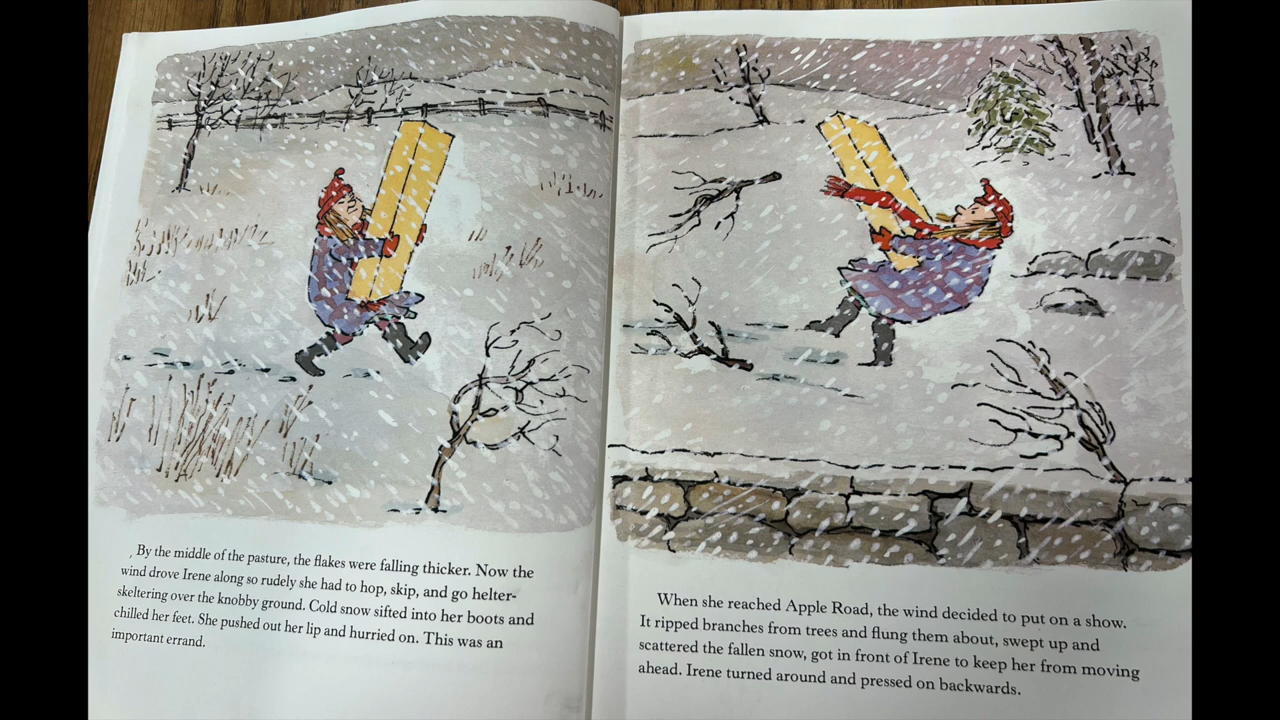 By the middle of the pasture, the flakes were falling thicker. Now the
wind drove Irene along so rudely she had to hop, skip, and go helter-
skeltering over the knobby ground. Cold snow sifted into her boots and
chilled her feet. She pushed out her lip and hurried on. This was an
important errand.
When she reached Apple Road, the wind decided to put on a show.
It ripped branches from trees and flung them about, swept up and
scattered the fallen snow, got in front of Irene to keep her from moving
ahead. Irene turned around and pressed on backwards.